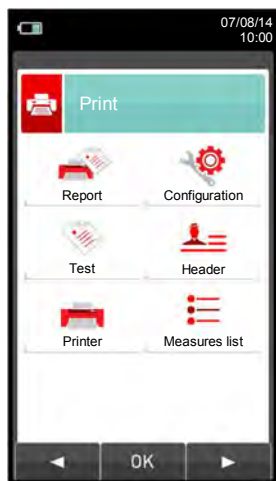 07/08/14
10:00
Print
Report
Configuration
Test
Header
Printer
Measures list
OK